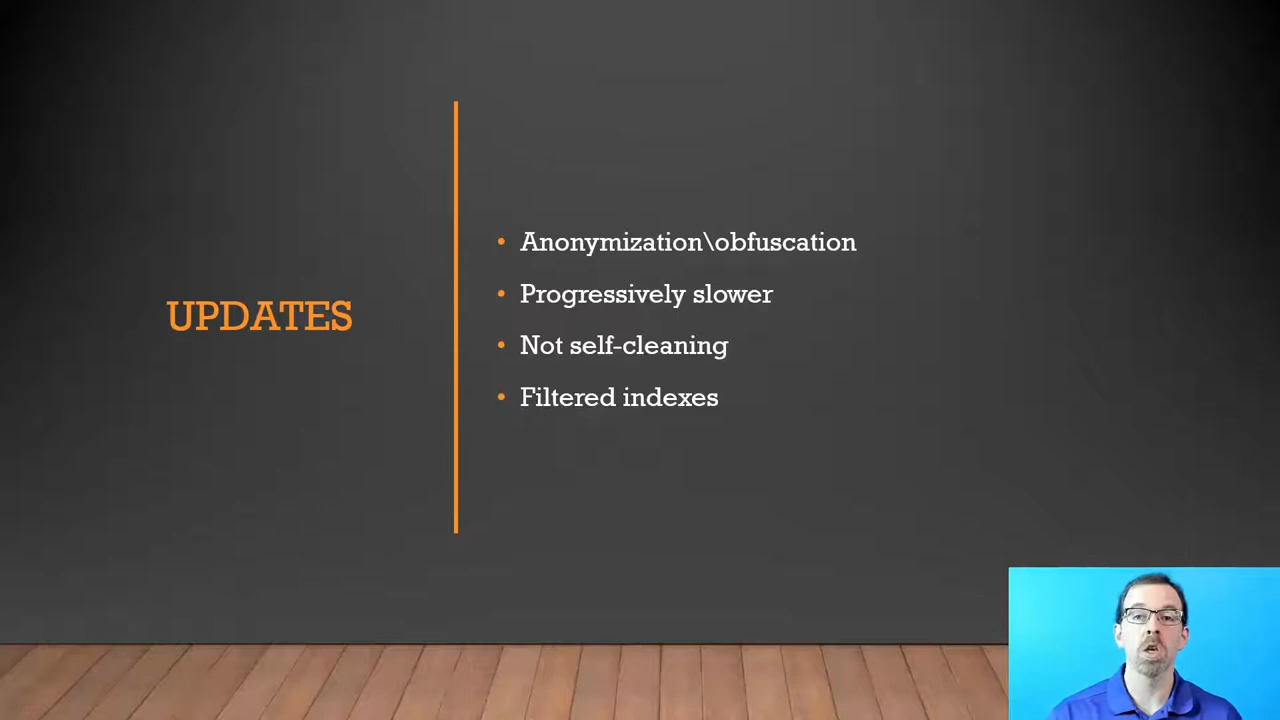 UPDATES
Anonymization\obfuscation
Progressively slower
Not self-cleaning
Filtered indexes